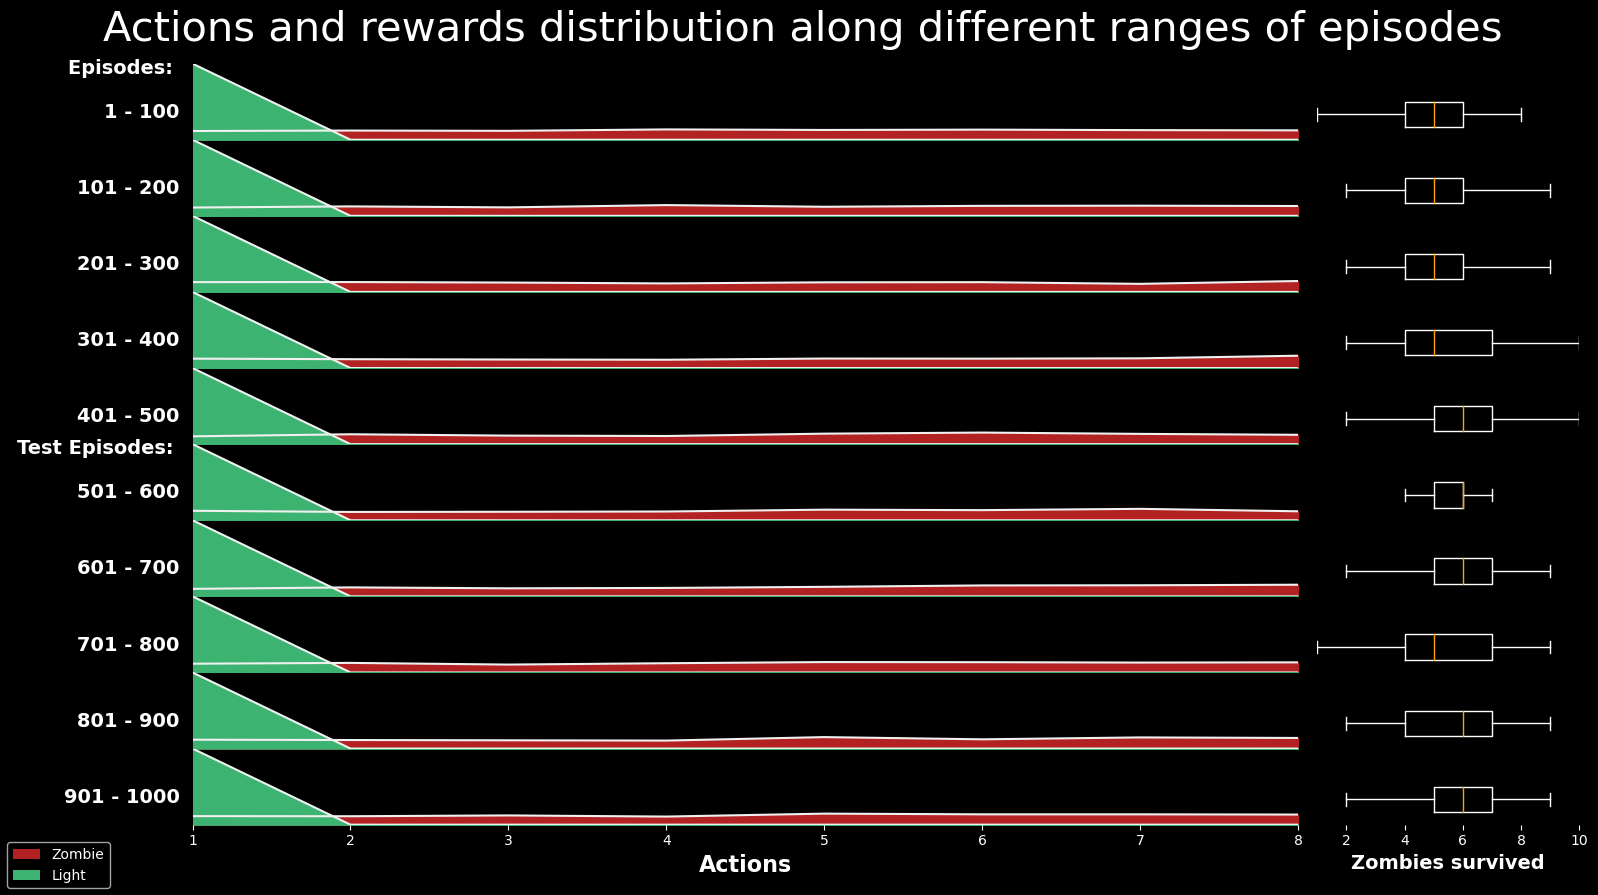 Actions and rewards distribution along different ranges of episodes
Episodes:
1 - 100
101 - 200
201 - 300
301 - 400
401 - 500
Test Episodes:
501 - 600
601 - 700
701 - 800
801 - 900
901 - 1000
1 2 3 4 5 6 7 8
Actions
2 4 6 8 10
Zombies survived
Zombie
Light